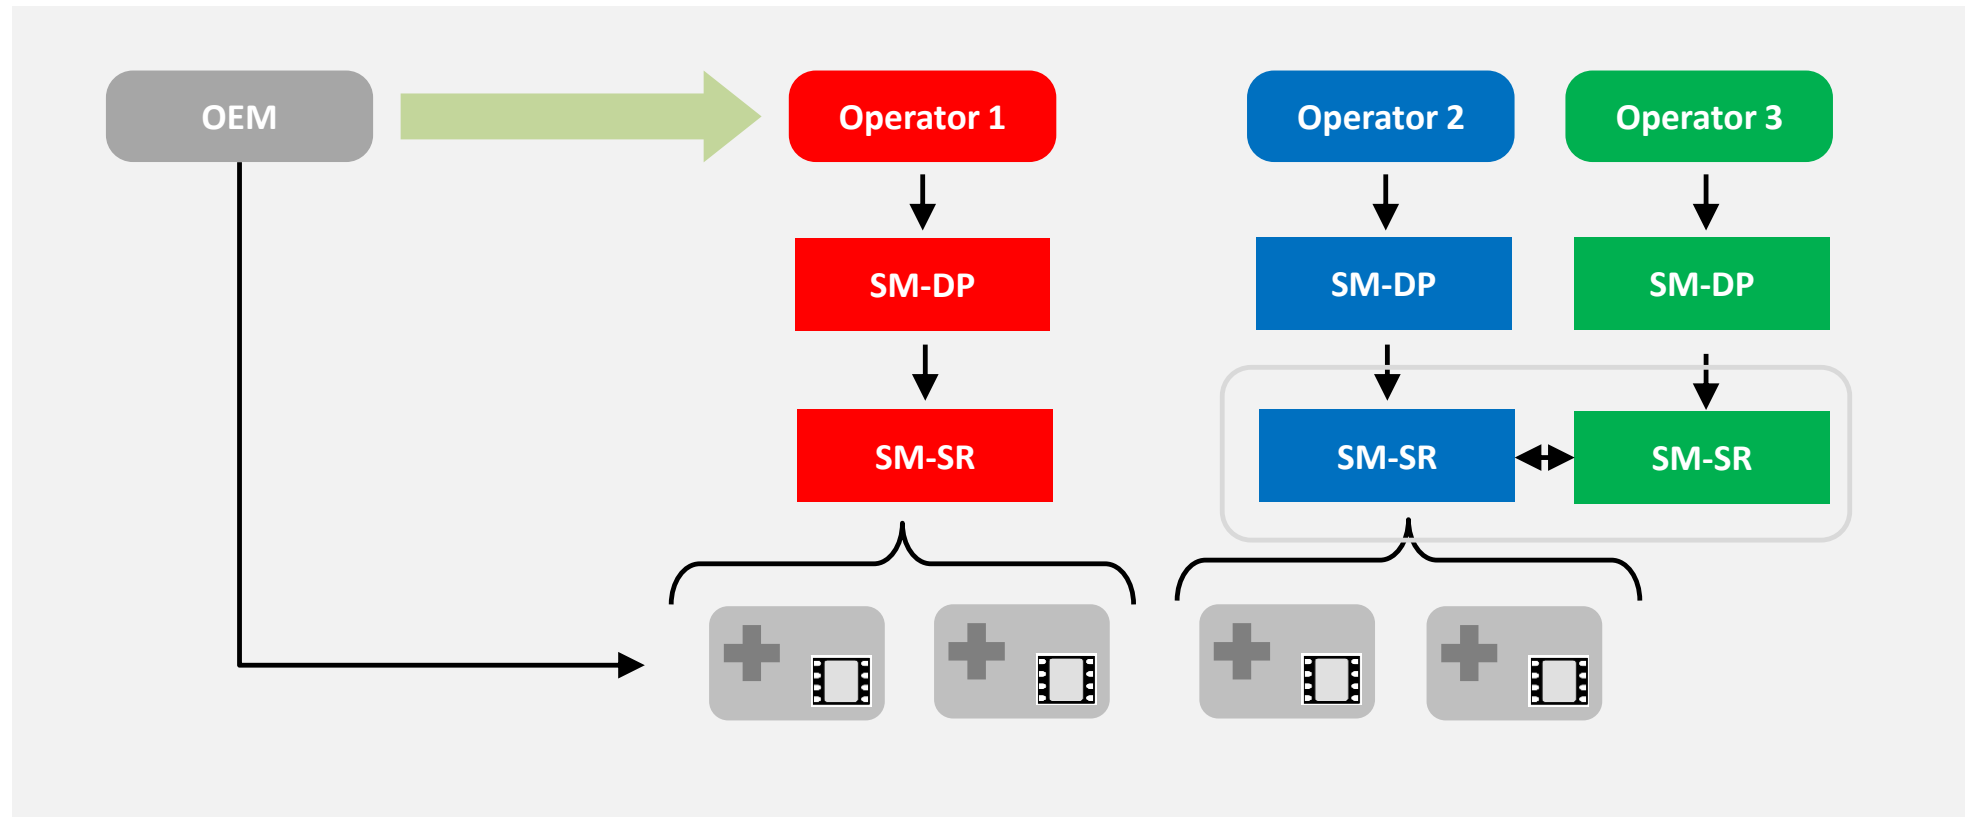 OEM
Operator 1
Operator 2
Operator 3
SM-DP
SM-DP
SM-DP
SM-SR
SM-SR
SM-SR